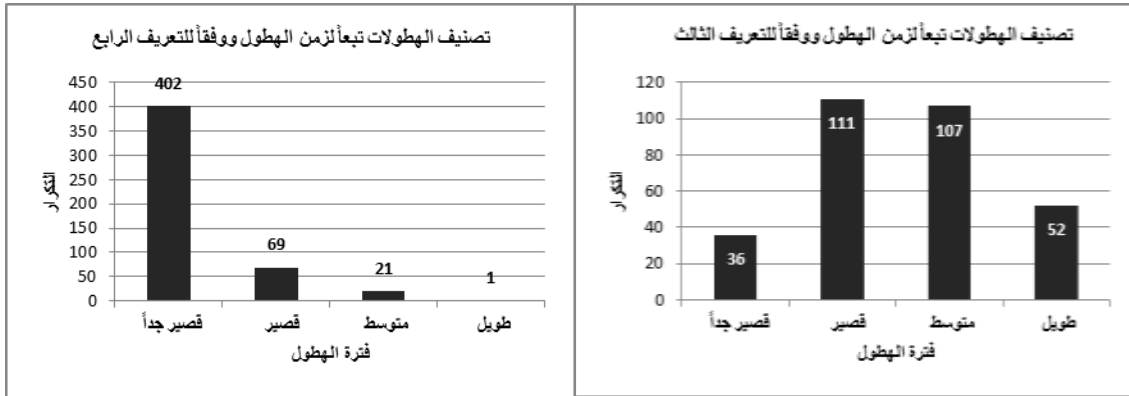 تصنيف الهطولات تبعاً لزمن الهطول ووفقاً للتعريف الثالث
120
100
80
60
40
20
0
التكرار
36
111
107
52
قصير جداً
قصير
متوسط
طويل
فترة الهطول
تصنيف الهطولات تبعاً لزمن الهطول ووفقاً للتعريف الرابع
450
400
350
300
250
200
150
100
50
0
التكرار
402
69
21
1
قصير جداً
قصير
متوسط
طويل
فترة الهطول